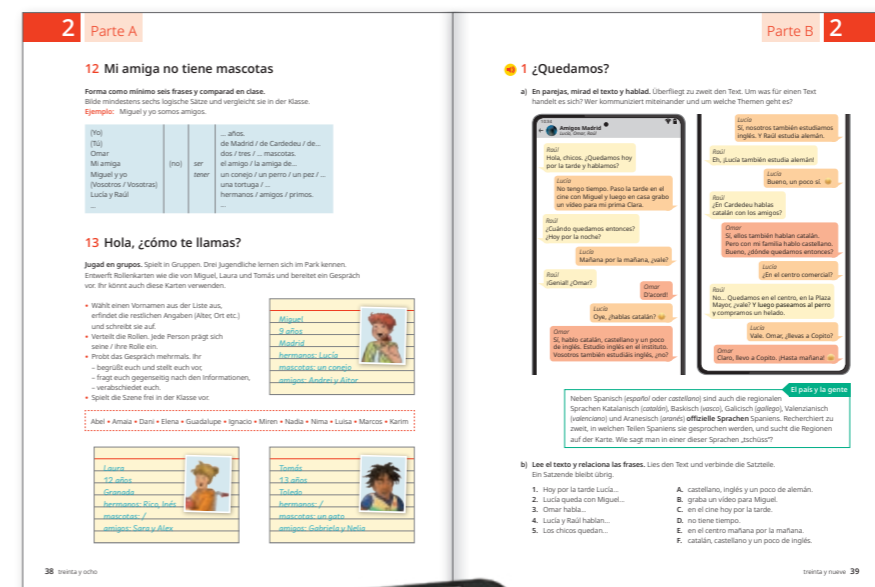 2 Parte A
12 Mi amiga no tiene mascotas
Forma como mínimo seis frases y comparad en clase.
Bilde mindestens sechs logische Sätze und vergleicht sie in der Klasse.
Ejemplo: Miguel y yo somos amigos.
(Yo)
(Tú)
Omar
Mi amiga
Miguel y yo
(Vosotros / Vosotras)
Lucía y Raúl
...
(no)
ser
tener
... años.
de Madrid / de Cardedeu / de...
dos / tres / ... mascotas.
el amigo / la amiga de...
un conejo / un perro / un pez / ...
una tortuga / ...
hermanos / amigos / primos.
...
13 Hola, ¿cómo te llamas?
Jugad en grupos. Spielt in Gruppen. Drei Jugendliche lernen sich im Park kennen.
Entwerft Rollenkarten wie die von Miguel, Laura und Tomás und bereitet ein Gespräch
vor. Ihr könnt auch diese Karten verwenden.
• Wählt einen Vornamen aus der Liste aus,
erfindet die restlichen Angaben (Alter, Ort etc.)
und schreibt sie auf.
• Verteilt die Rollen. Jede Person prägt sich
seine / ihre Rolle ein.
• Probt das Gespräch mehrmals. Ihr
– begrüßt euch und stellt euch vor,
– fragt euch gegenseitig nach den Informationen,
– verabschiedet euch.
• Spielt die Szene frei in der Klasse vor.
Miguel
9 años
Madrid
hermanos: Lucía
mascotas: un conejo
amigos: Andrei y Aitor
Abel • Amaia • Dani • Elena • Guadalupe • Ignacio • Miren • Nadia • Nima • Luisa • Marcos • Karim
Laura
12 años
Granada
hermanos: Rico, Inés
mascotas: /
amigos: Sara y Alex
Tomás
13 años
Toledo
hermanos: /
mascotas: un gato
amigos: Gabriela y Nelio
38 treinta y ocho
Parte B 2
1 ¿Quedamos?
a) En parejas, mirad el texto y hablad. Überfliegt zu zweit den Text. Um was für einen Text
handelt es sich? Wer kommuniziert miteinander und um welche Themen geht es?
Amigos Madrid
Lucía, Omar, Raúl
Raúl
Hola, chicos. ¿Quedamos hoy
por la tarde y hablamos?
Lucía
No tengo tiempo. Paso la tarde en el
cine con Miguel y luego en casa grabo
un vídeo para mi prima Clara.
Raúl
¿Cuándo quedamos entonces?
¿Hoy por la noche?
Lucía
Mañana por la mañana, ¿vale?
Raúl
¡Genial! ¿Omar?
Omar
D'acord!
Lucía
Oye, ¿hablas catalán?
Omar
Sí, hablo catalán, castellano y un poco
de inglés. Estudio inglés en el instituto.
Vosotros también estudiáis inglés, ¿no?
Lucía
Sí, nosotros también estudiamos
inglés. Y Raúl estudia alemán.
Raúl
Eh, ¡Lucía también estudia alemán!
Lucía
Bueno, un poco sí.
Raúl
¿En Cardedeu hablas
catalán con los amigos?
Omar
Sí, ellos también hablan catalán.
Pero con mi familia hablo castellano.
Bueno, ¿dónde quedamos entonces?
Lucía
¿En el centro comercial?
Raúl
No... Quedamos en el centro, en la Plaza
Mayor, ¿vale? Y luego paseamos al perro
y compramos un helado.
Lucía
Vale. Omar, ¿llevas a Copito?
Omar
Claro, llevo a Copito. ¡Hasta mañana!
El país y la gente
Neben Spanisch (español oder castellano) sind auch die regionalen
Sprachen Katalanisch (catalán), Baskisch (vasco), Galicisch (gallego), Valenzianisch
(valenciano) und Aranesisch (aranés) offizielle Sprachen Spaniens. Recherchiert zu
zweit, in welchen Teilen Spaniens sie gesprochen werden, und sucht die Regionen
auf der Karte. Wie sagt man in einer dieser Sprachen „tschüss“?
b) Lee el texto y relaciona las frases. Lies den Text und verbinde die Satzteile.
Ein Satzende bleibt übrig.
1. Hoy por la tarde Lucía...
2. Lucía queda con Miguel...
3. Omar habla...
4. Lucía y Raúl hablan...
5. Los chicos quedan...
A. castellano, inglés y un poco de alemán.
B. graba un vídeo para Miguel.
C. en el cine hoy por la tarde.
D. no tiene tiempo.
E. en el centro mañana por la mañana.
F. catalán, castellano y un poco de inglés.
treinta y nueve 39